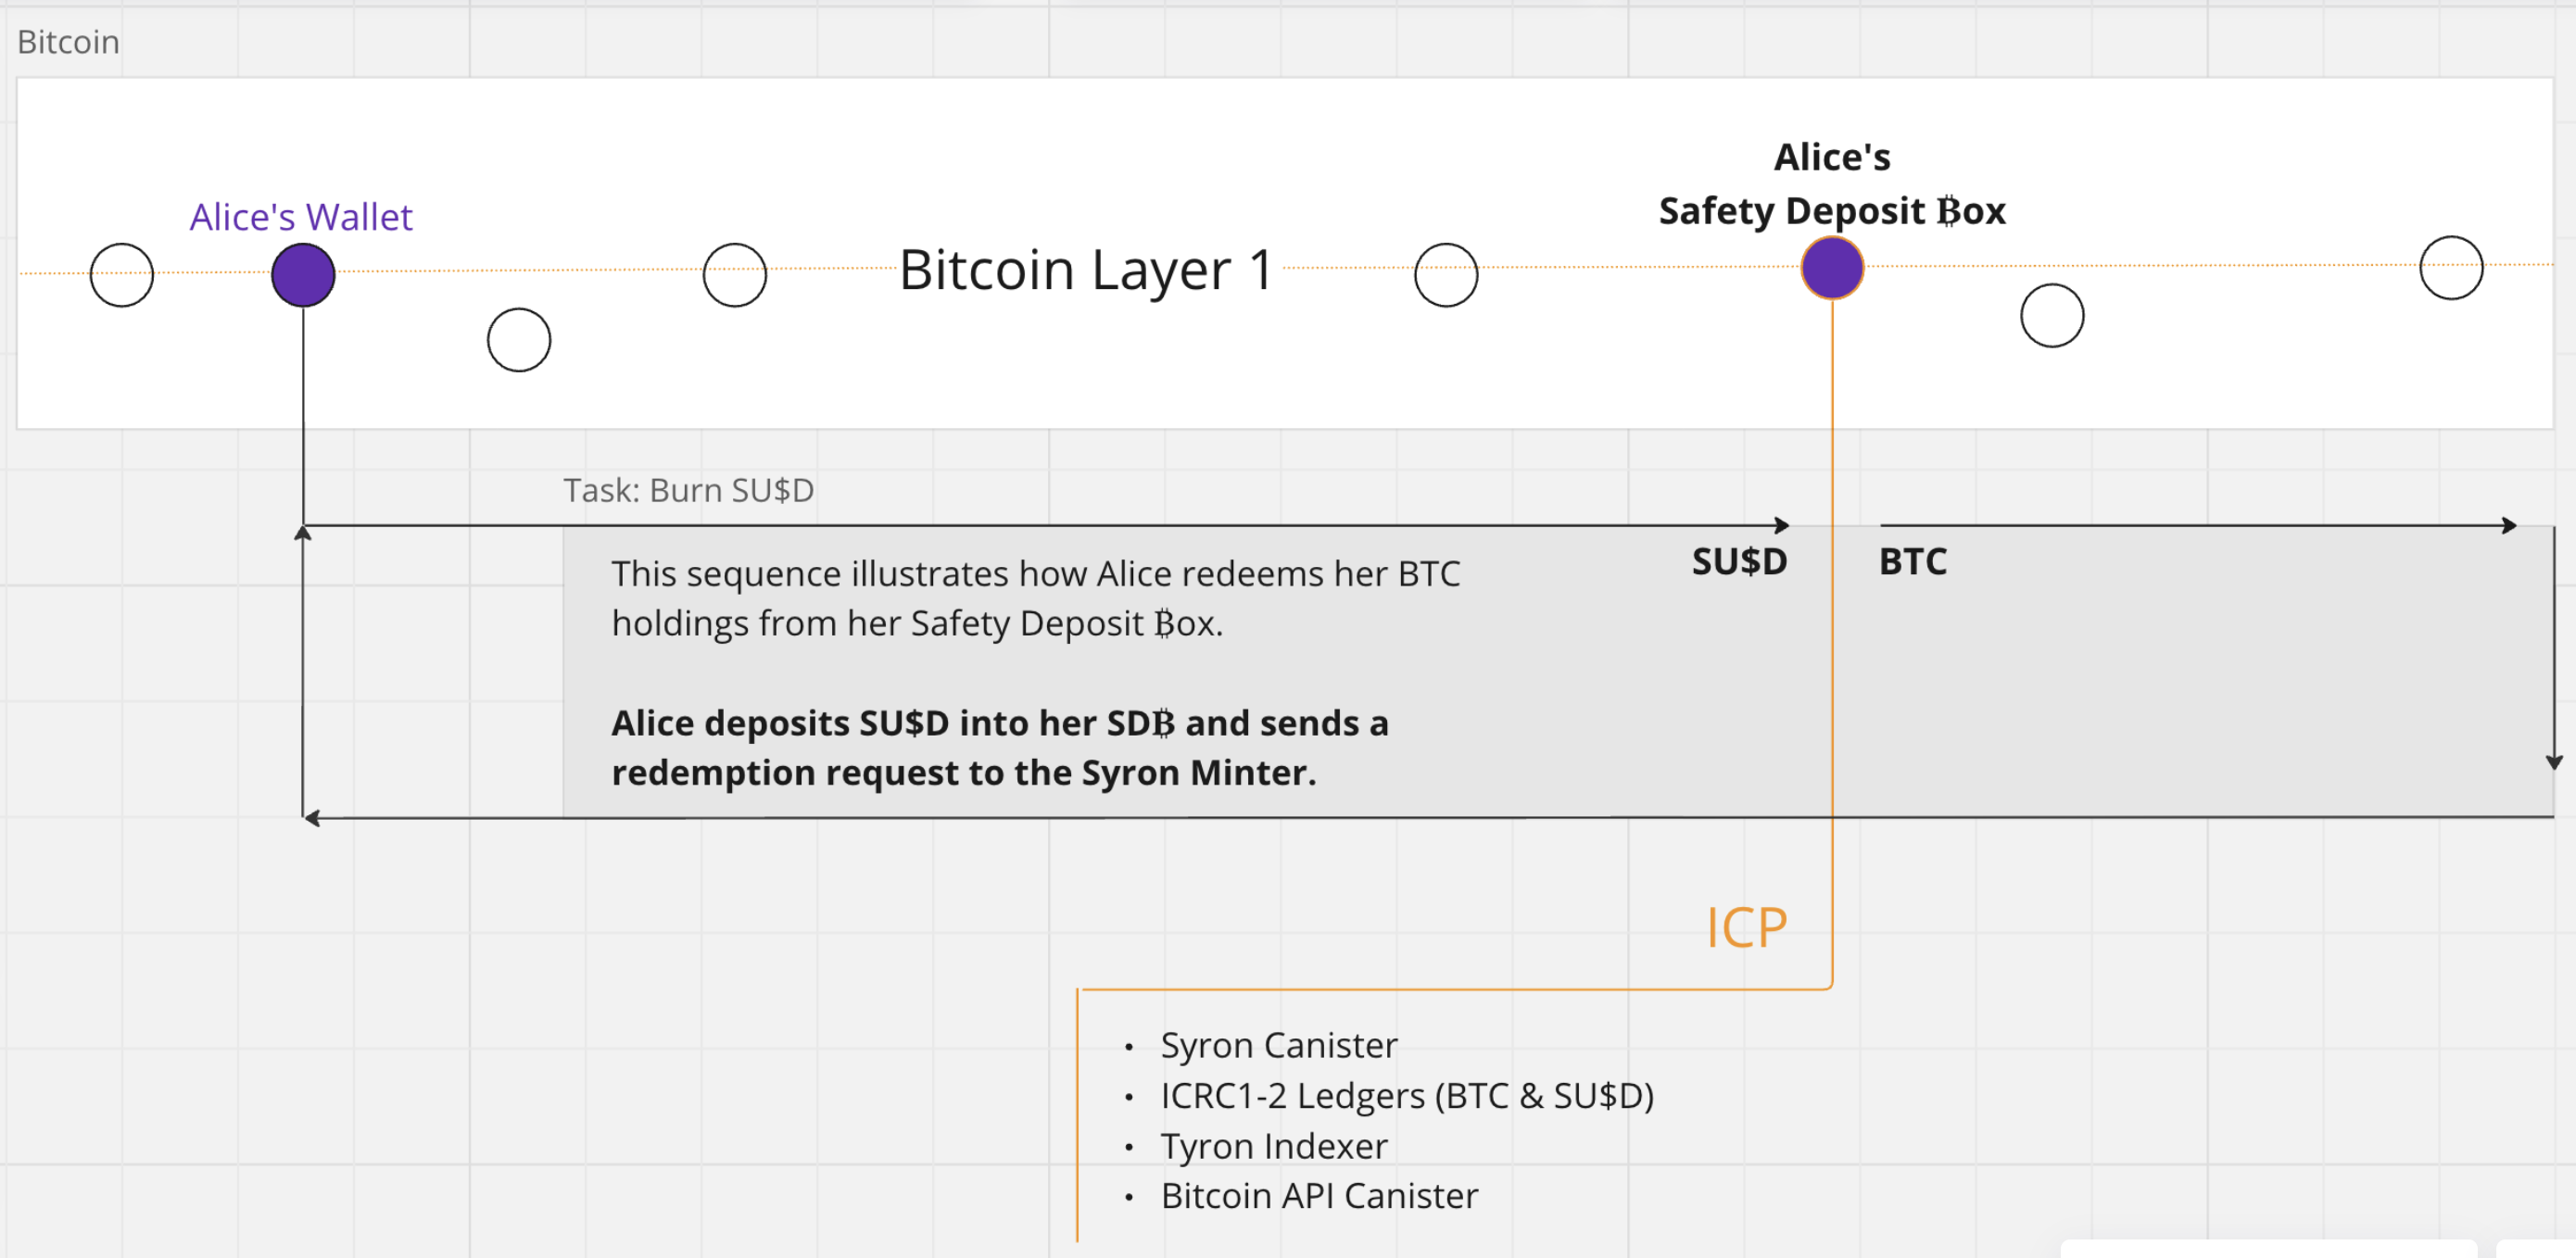 Bitcoin
Alice's
Safety Deposit ₿ox
Alice's Wallet
Bitcoin Layer 1
Task: Burn SU$D
SU$D
BTC
This sequence illustrates how Alice redeems her BTC
holdings from her Safety Deposit ₿ox.
Alice deposits SU$D into her SD₿ and sends a
redemption request to the Syron Minter.
ICP
• Syron Canister
• ICRC1-2 Ledgers (BTC & SU$D)
• Tyron Indexer
• Bitcoin API Canister